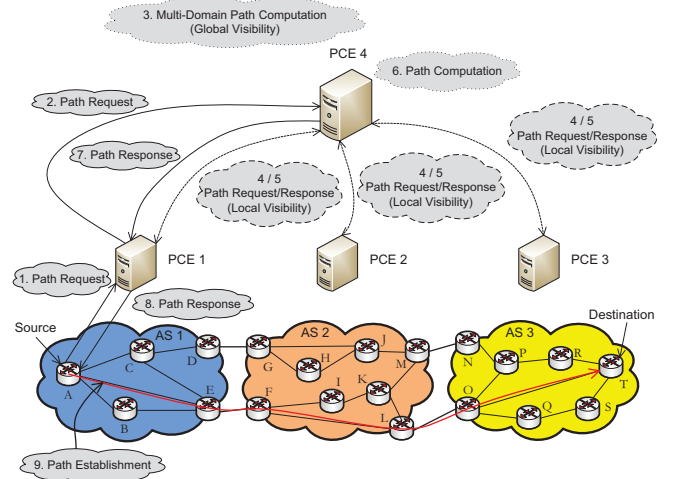 3. Multi-Domain Path Computation
(Global Visibility)
PCE 4
6. Path Computation
2. Path Request
7. Path Response
4 / 5
Path Request/Response
(Local Visibility)
4 / 5
Path Request/Response
(Local Visibility)
4 / 5
Path Request/Response
(Local Visibility)
PCE 1
PCE 2
PCE 3
1. Path Request
8. Path Response
Source
Destination
AS 1
AS 2
AS 3
A
B
C
D
E
F
G
H
I
J
K
L
M
N
O
P
Q
R
S
T
9. Path Establishment